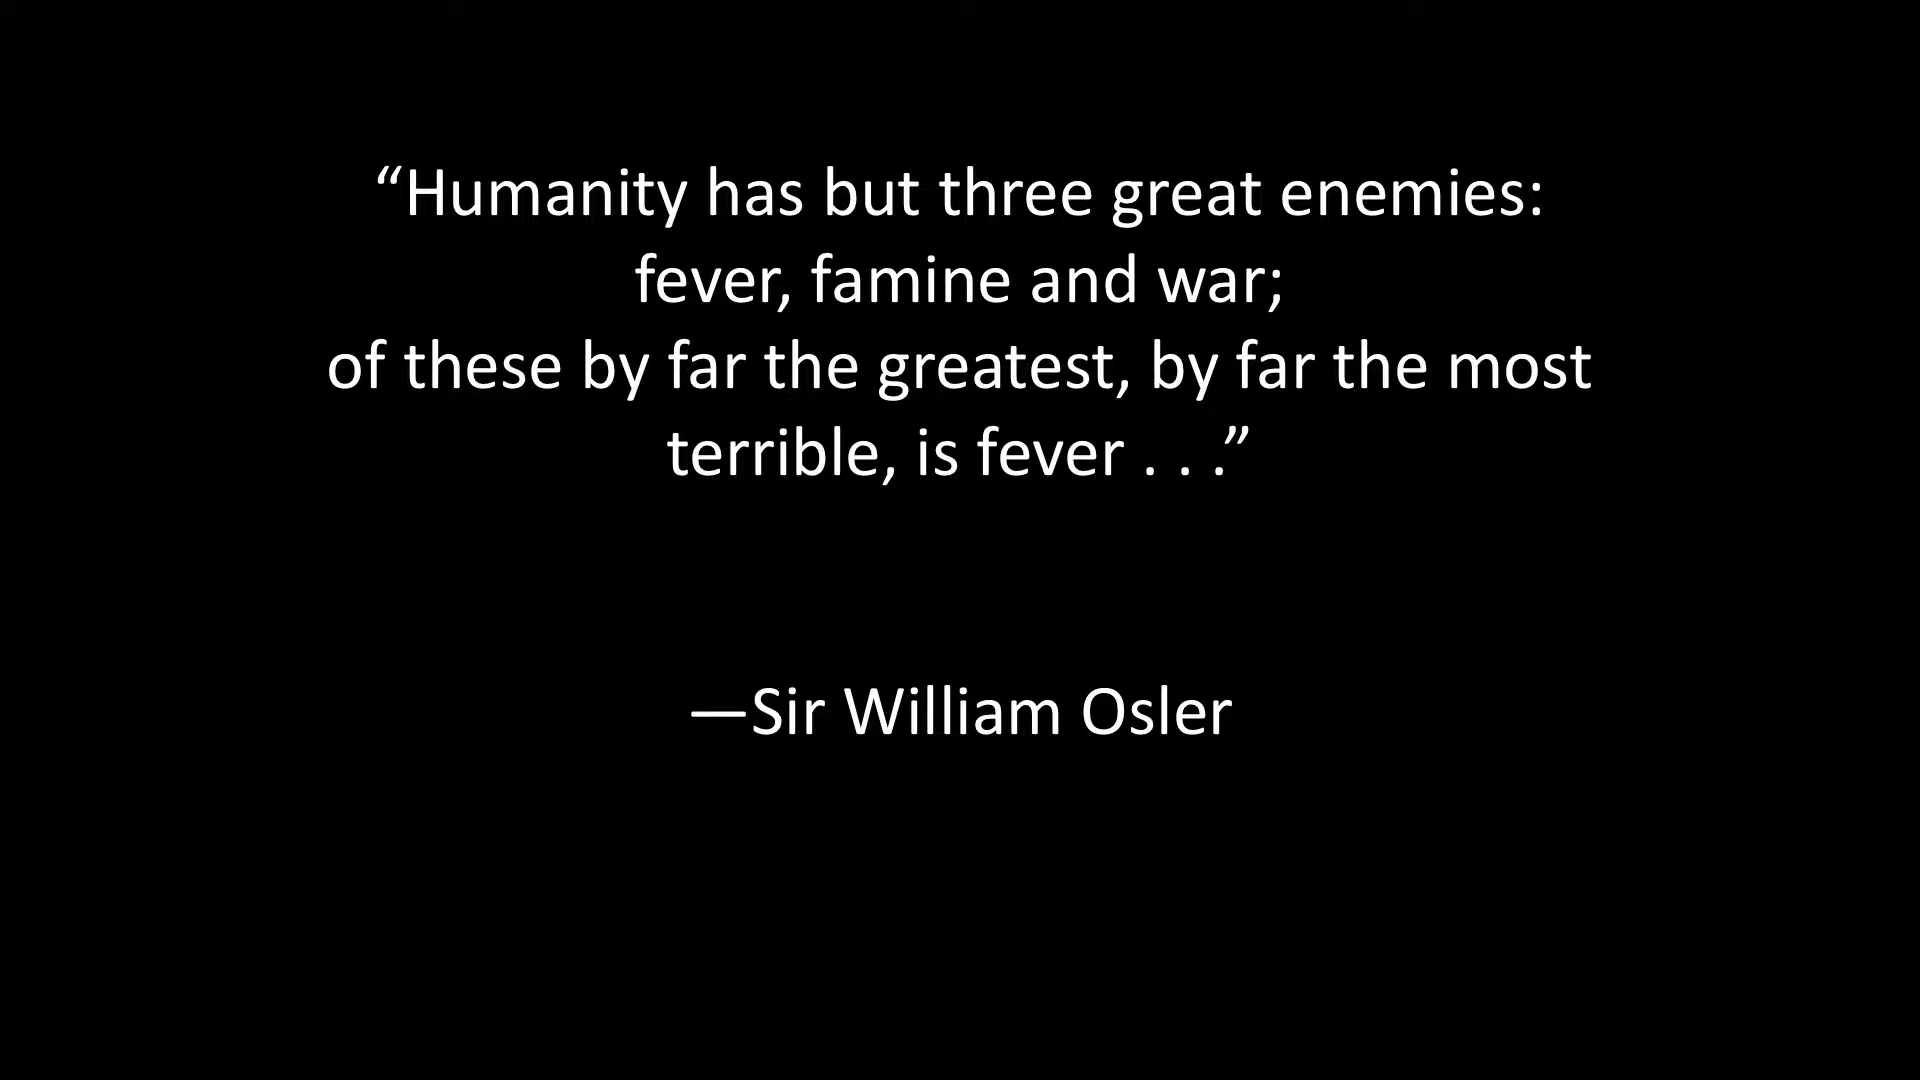 “Humanity has but three great enemies:
fever, famine and war;
of these by far the greatest, by far the most
terrible, is fever . . .”
—Sir William Osler